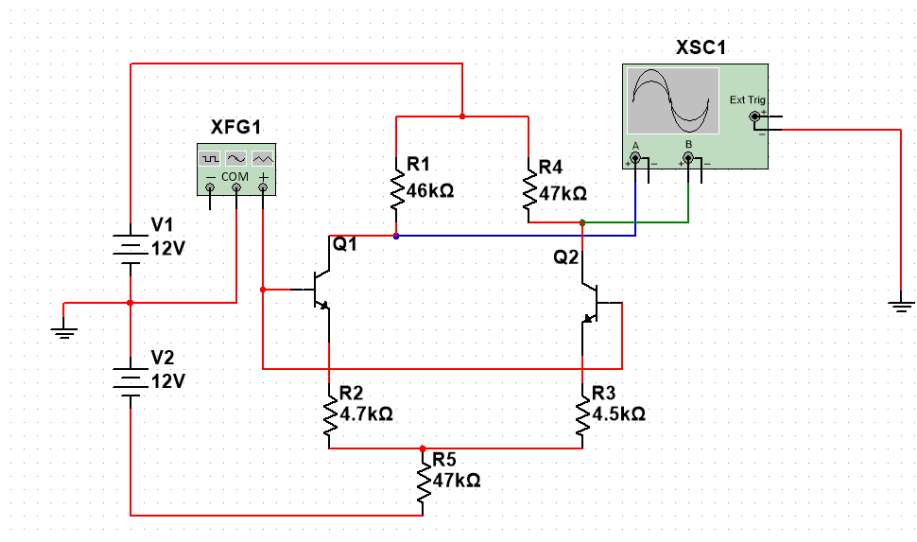 XSC1
Ext Trig
+
−
A
B
+ − + −
XFG1
− COM +
R1
46kΩ
R4
47kΩ
V1
12V
Q1
Q2
V2
12V
R2
4.7kΩ
R3
4.5kΩ
R5
47kΩ